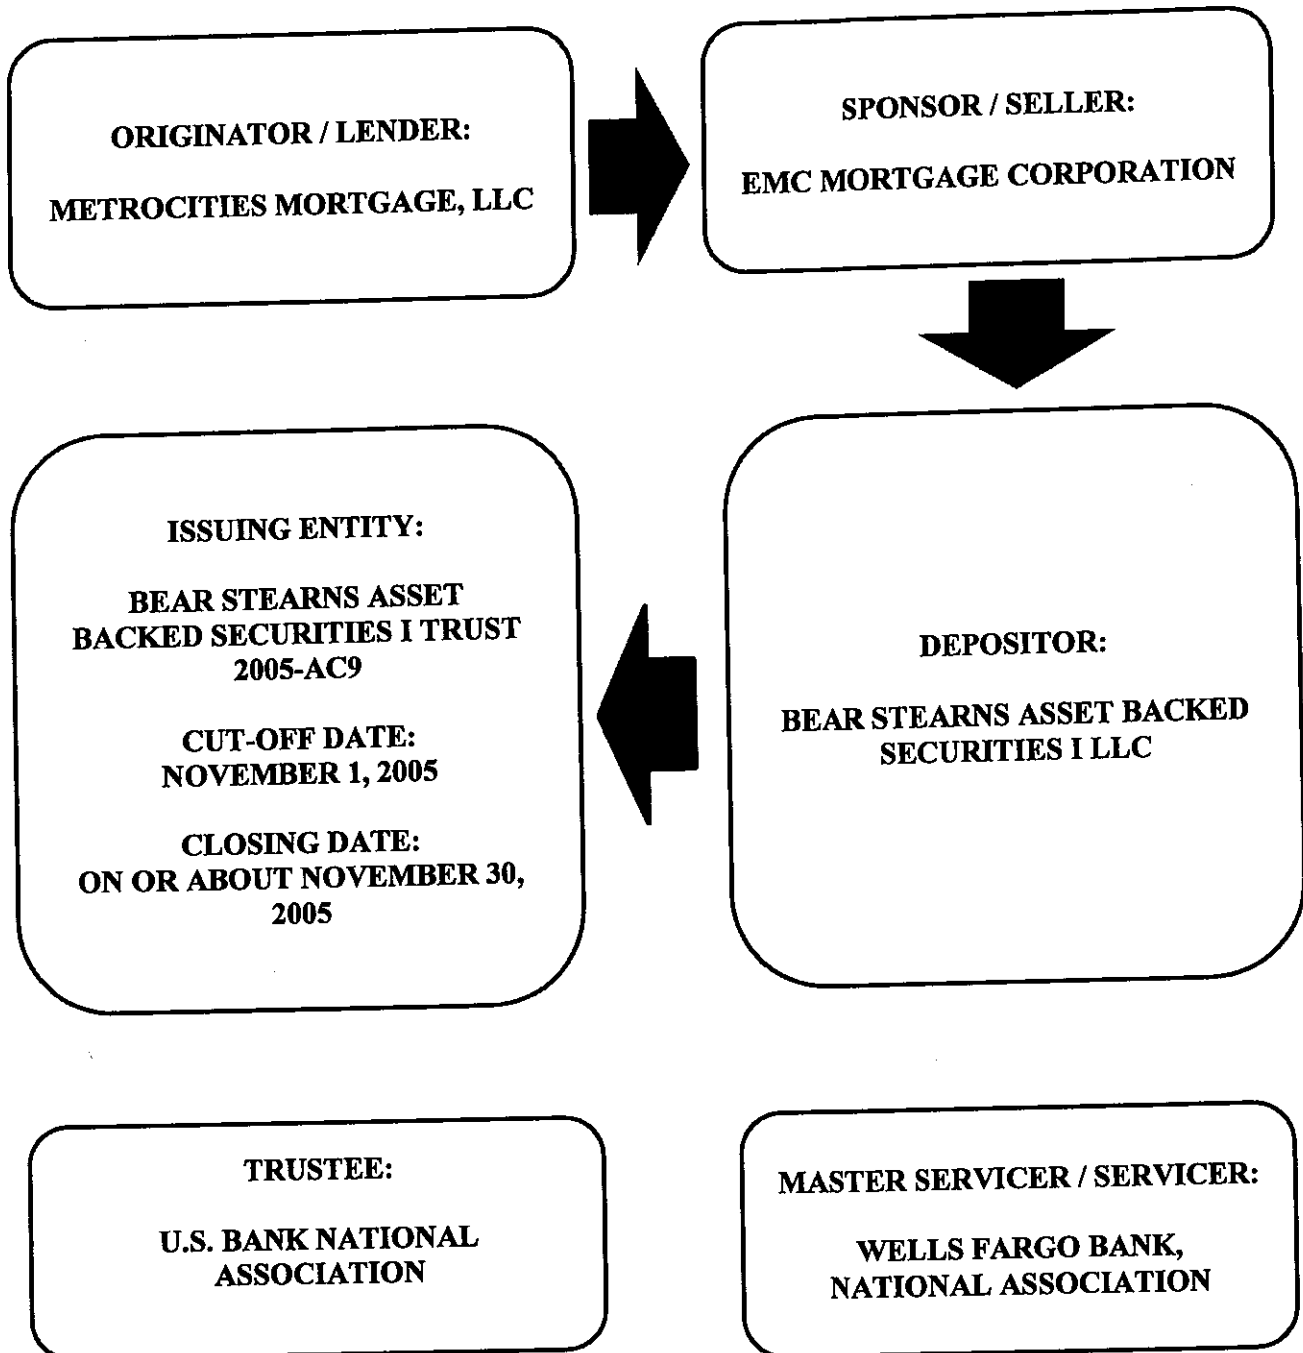 ORIGINATOR / LENDER:
METROCITIES MORTGAGE, LLC
SPONSOR / SELLER:
EMC MORTGAGE CORPORATION
DEPOSITOR:
BEAR STEARNS ASSET BACKED
SECURITIES I LLC
ISSUING ENTITY:
BEAR STEARNS ASSET
BACKED SECURITIES I TRUST
2005-AC9
CUT-OFF DATE:
NOVEMBER 1, 2005
CLOSING DATE:
ON OR ABOUT NOVEMBER 30,
2005
TRUSTEE:
U.S. BANK NATIONAL
ASSOCIATION
MASTER SERVICER / SERVICER:
WELLS FARGO BANK,
NATIONAL ASSOCIATION